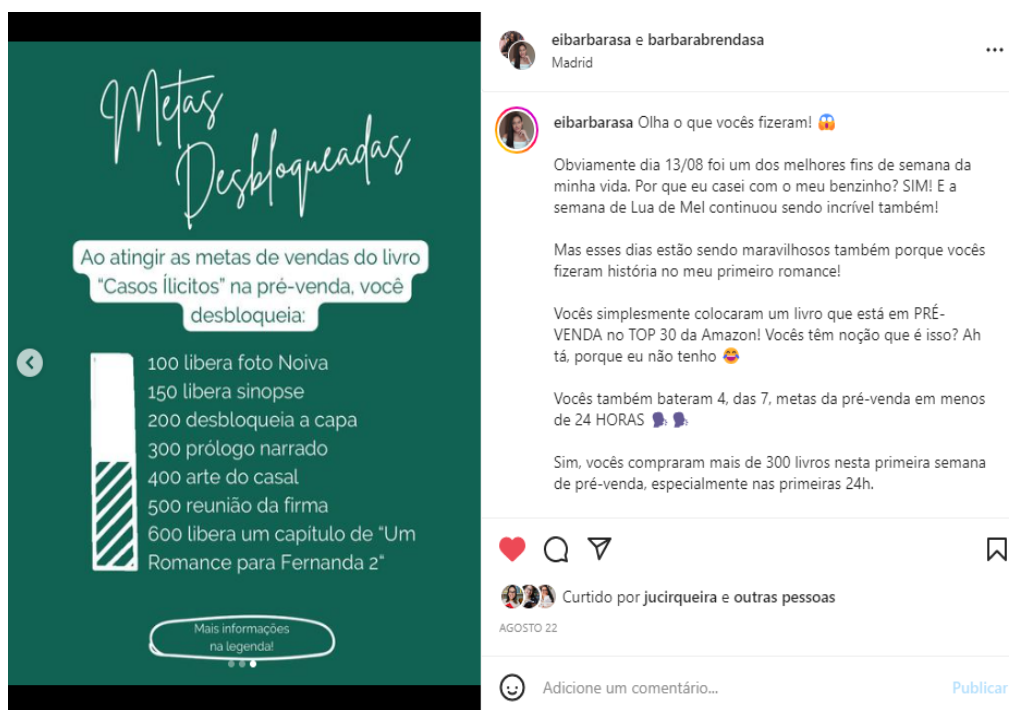 Metas
Desbloqueadas
Ao atingir as metas de vendas do livro
“Casos Ílicitos” na pré-venda, você
desbloqueia:
100 libera foto Noiva
150 libera sinopse
200 desbloqueia a capa
300 prólogo narrado
400 arte do casal
500 reunião da firma
600 libera um capítulo de “Um
Romance para Fernanda 2“
Mais informações
na legenda!
eibarbarasa e barbarabrendasa
Madrid
eibarbarasa Olha o que vocês fizeram! 😱
Obviamente dia 13/08 foi um dos melhores fins de semana da
minha vida. Por que eu casei com o meu benzinho? SIM! E a
semana de Lua de Mel continuou sendo incrível também!
Mas esses dias estão sendo maravilhosos também porque vocês
fizeram história no meu primeiro romance!
Vocês simplesmente colocaram um livro que está em PRÉ-
VENDA no TOP 30 da Amazon! Vocês têm noção que é isso? Ah
tá, porque eu não tenho 😂
Vocês também bateram 4, das 7, metas da pré-venda em menos
de 24 HORAS 🗣️🗣️
Sim, vocês compraram mais de 300 livros nesta primeira semana
de pré-venda, especialmente nas primeiras 24h.
Curtido por jucirqueira e outras pessoas
AGOSTO 22
Adicione um comentário...
Publicar